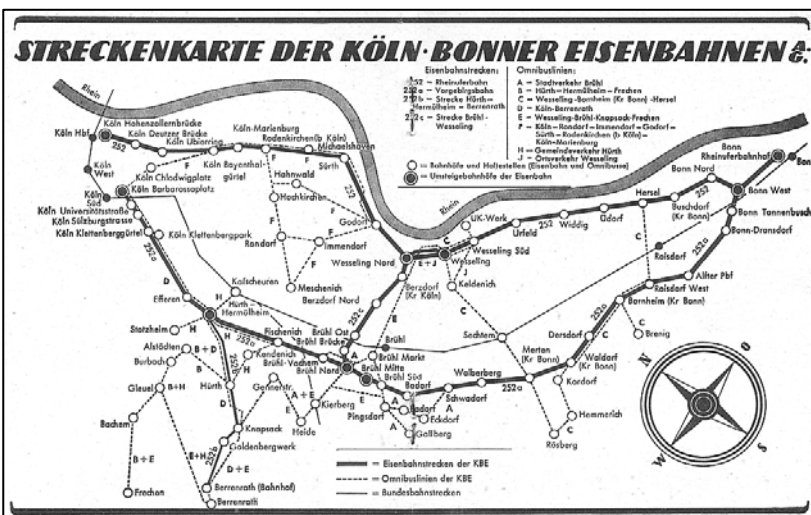 STRECKENKARTE DER KÖLN·BONNER EISENBAHNEN A.G.
Eisenbahnstrecken:
252 – Rheinuferbahn
252a – Vorgebirgsbahn
252b – Strecke Hürth-
Hermülheim – Berrenrath
252c – Strecke Brühl-
Wesseling
Omnibuslinien:
A – Stadtverkehr Brühl
B – Hürth–Hermülheim–Frechen
C – Wesseling–Bornheim (Kr Bonn)–Hersel
D – Köln–Berrenrath
E – Wesseling–Brühl–Knapsack–Frechen
F – Köln–Rondorf–Immendorf–Godorf–
Sürth–Rodenkirchen (b Köln)–
Köln–Marienburg
H – Gemeindeverkehr Hürth
J – Ortsverkehr Wesseling
= Bahnhöfe und Haltestellen (Eisenbahn und Omnibusse)
= Umsteigebahnhöfe der Eisenbahn
Rhein
Köln Hohenzollernbrücke
Köln Hbf
Köln Deutzer Brücke
252
Köln Ubierring
Köln-Marienburg
Rodenkirchen (b Köln)
Michaelshoven
Köln West
Köln Chlodwigplatz
Köln Bayenthalgürtel
Sürth
Köln Süd
Köln Barbarossaplatz
Hahnwald
Köln Universitätsstraße
Hochkirchen
Köln Sülzburgstrasse
Köln Klettenberggürtel
Köln Klettenbergpark
Godorf
Rondorf
Immendorf
Rhein
UK-Werk
Hersel
Bonn Nord
Bonn
Rheinuferbahnhof
Bonn
Bonn West
Buschdorf
(Kr Bonn)
Urfeld
Widdig
Üdorf
Bonn Tannenbusch
Bonn-Dransdorf
Wesseling Nord
E+J
Wesseling
Wesseling Süd
Roisdorf
Kalscheuren
Meschenich
Berzdorf Nord
Berzdorf
(Kr Köln)
Keldenich
Alfter Pbf
Roisdorf West
Efferen
Hürth-
Hermülheim
Bornheim (Kr Bonn)
Stotzheim
Fischenich
Brühl Ost
Brühl Brücke
Brühl
Sechtem
Dersdorf
Brenig
Alstädten
Kendenich
Brühl-Vochem
Brühl Nord
Brühl Markt
Brühl Mitte
Brühl Süd
Merten
(Kr Bonn)
Waldorf
(Kr Bonn)
Burbach
B+D
Gleuel
B+H
Hürth
Gennerstr.
A+E
Kierberg
Badorf
Walberberg
Schwadorf
Kardorf
Bachem
Knapsack
Heide
Pingsdorf
Badorf
Eckdorf
Hemmerich
Goldenbergwerk
Gallberg
Rösberg
B+E
E+H
D+E
Frechen
Berrenrath (Bahnhof)
Berrenrath
= Eisenbahnstrecken der KBE
= Omnibuslinien der KBE
= Bundesbahnstrecken
N
O
S
W